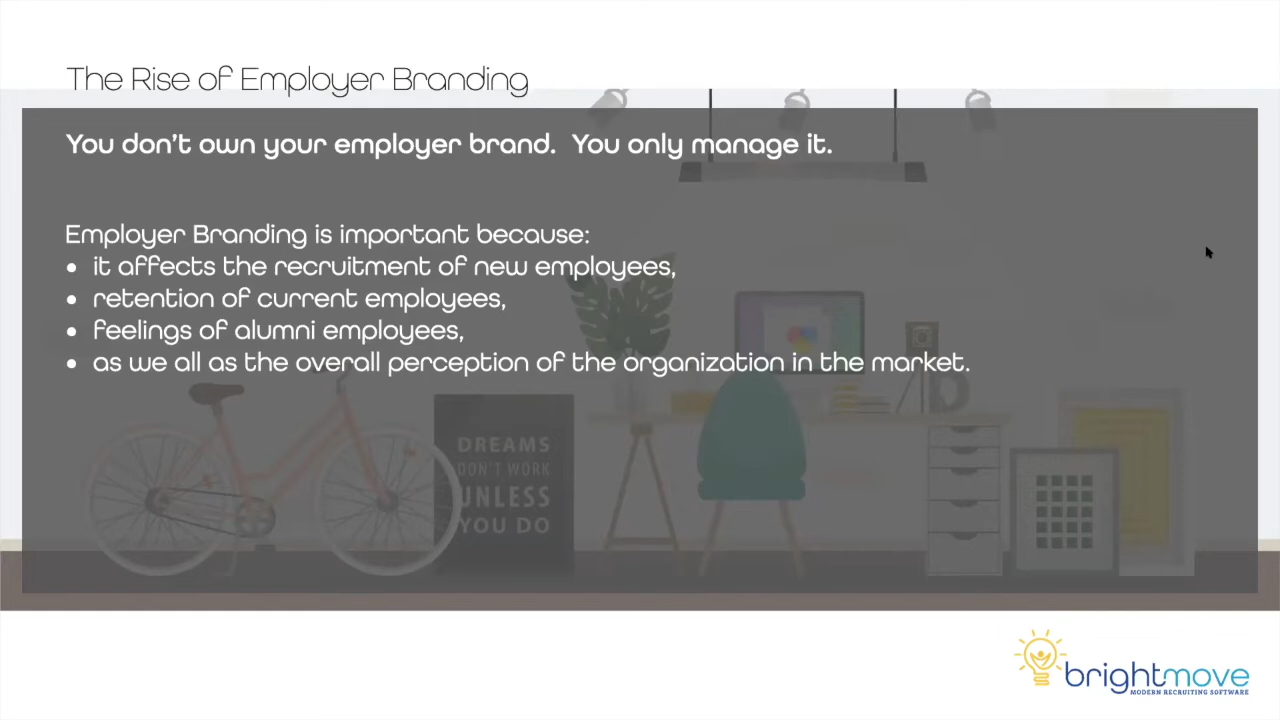 The Rise of Employer Branding
You don't own your employer brand.  You only manage it.
Employer Branding is important because:
• it affects the recruitment of new employees,
• retention of current employees,
• feelings of alumni employees,
• as we all as the overall perception of the organization in the market.
DREAMS
DON'T WORK
UNLESS
YOU DO
brightmove
MODERN RECRUITING SOFTWARE